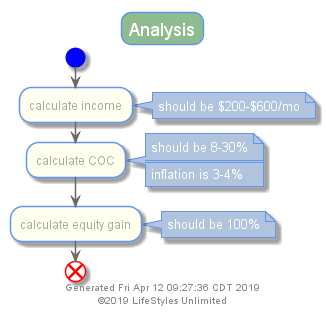 Analysis
calculate income
should be $200-$600/mo
calculate COC
should be 8-30%
inflation is 3-4%
calculate equity gain
should be 100%
Generated Fri Apr 12 09:27:36 CDT 2019
©2019 LifeStyles Unlimited